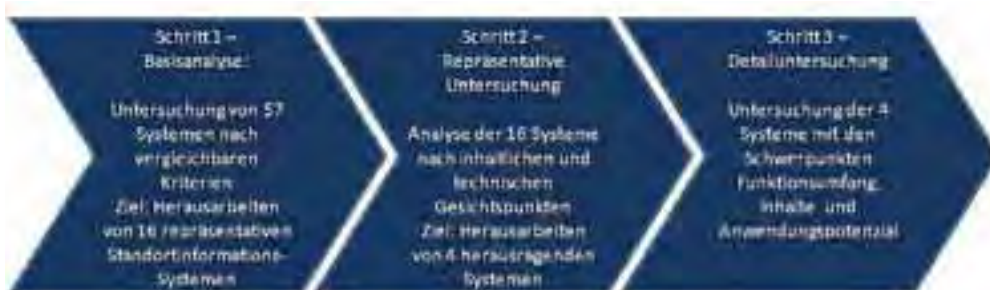 Schritt 1 –
Basisanalyse:
Untersuchung von 57
Systemen nach
vergleichbaren
Kriterien
Ziel: Herausarbeiten
von 16 repräsentativen
Standortinformations-
Systemen
Schritt 2 –
Repräsentative
Untersuchung
Analyse der 16 Systeme
nach inhaltlichen und
technischen
Gesichtspunkten
Ziel: Herausarbeiten
von 4 herausragenden
Systemen
Schritt 3 –
Detailuntersuchung
Untersuchung der 4
Systeme mit den
Schwerpunkten
Funktionsumfang,
Inhalte und
Anwendungspotenzial